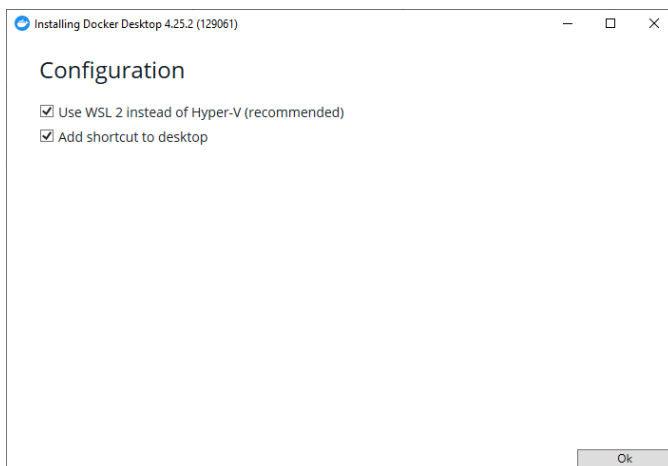 Installing Docker Desktop 4.25.2 (129061)
Configuration
Use WSL 2 instead of Hyper-V (recommended)
Add shortcut to desktop
Ok